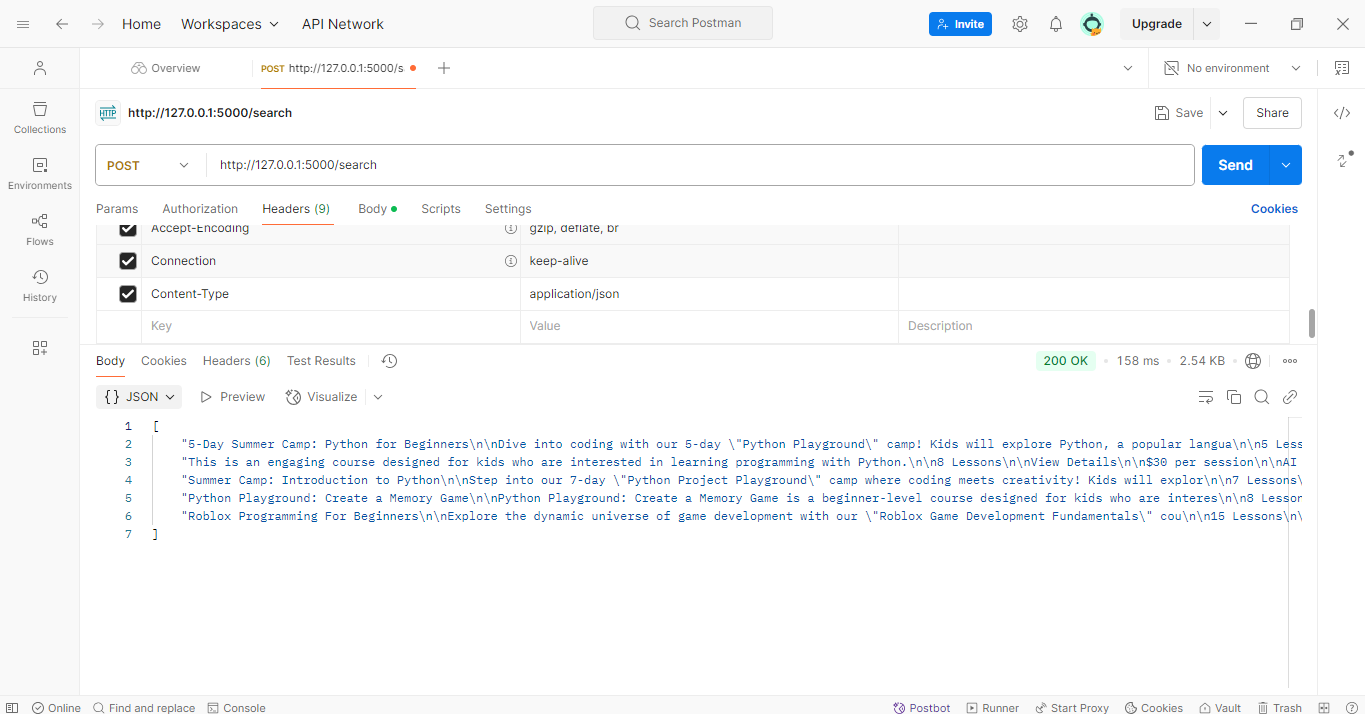 Home Workspaces API Network Search Postman Invite Upgrade
Overview POST http://127.0.0.1:5000/s No environment
HTTP http://127.0.0.1:5000/search Save Share
Collections
POST http://127.0.0.1:5000/search Send
Environments
Params Authorization Headers (9) Body Scripts Settings Cookies
Accept-Encoding gzip, deflate, br
Flows
Connection keep-alive
Content-Type application/json
History
Key Value Description
Body Cookies Headers (6) Test Results 200 OK 158 ms 2.54 KB
{} JSON Preview Visualize
1 [
2 "5-Day Summer Camp: Python for Beginners\n\nDive into coding with our 5-day \"Python Playground\" camp! Kids will explore Python, a popular langua\n\n5 Less
3 "This is an engaging course designed for kids who are interested in learning programming with Python.\n\n8 Lessons\n\nView Details\n\n$30 per session\n\nAI
4 "Summer Camp: Introduction to Python\n\nStep into our 7-day \"Python Project Playground\" camp where coding meets creativity! Kids will explor\n\n7 Lessons\
5 "Python Playground: Create a Memory Game\n\nPython Playground: Create a Memory Game is a beginner-level course designed for kids who are interes\n\n8 Lesson
6 "Roblox Programming For Beginners\n\nExplore the dynamic universe of game development with our \"Roblox Game Development Fundamentals\" cou\n\n15 Lessons\n\
7 ]
Online Find and replace Console Postbot Runner Start Proxy Cookies Vault Trash